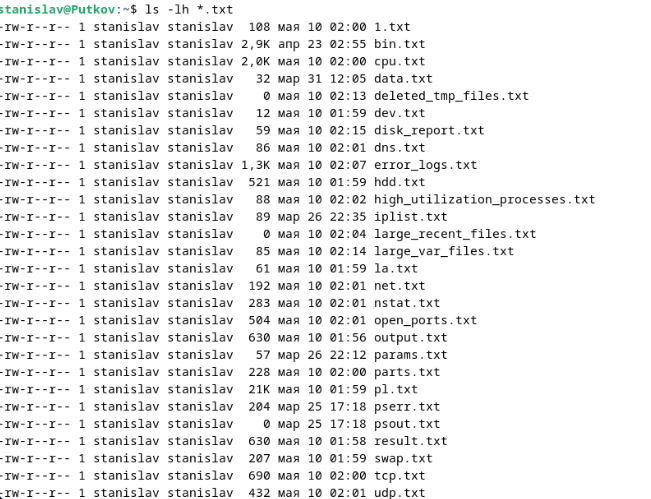 stanislav@Putkov:~$ ls -lh *.txt
-rw-r--r-- 1 stanislav stanislav  108 мая 10 02:00 1.txt
-rw-r--r-- 1 stanislav stanislav 2,9K апр 23 02:55 bin.txt
-rw-r--r-- 1 stanislav stanislav 2,0K мая 10 02:00 cpu.txt
-rw-r--r-- 1 stanislav stanislav   32 мар 31 12:05 data.txt
-rw-r--r-- 1 stanislav stanislav    0 мая 10 02:13 deleted_tmp_files.txt
-rw-r--r-- 1 stanislav stanislav   12 мая 10 01:59 dev.txt
-rw-r--r-- 1 stanislav stanislav   59 мая 10 02:15 disk_report.txt
-rw-r--r-- 1 stanislav stanislav   86 мая 10 02:01 dns.txt
-rw-r--r-- 1 stanislav stanislav 1,3K мая 10 02:07 error_logs.txt
-rw-r--r-- 1 stanislav stanislav  521 мая 10 01:59 hdd.txt
-rw-r--r-- 1 stanislav stanislav   88 мая 10 02:02 high_utilization_processes.txt
-rw-r--r-- 1 stanislav stanislav   89 мар 26 22:35 iplist.txt
-rw-r--r-- 1 stanislav stanislav    0 мая 10 02:04 large_recent_files.txt
-rw-r--r-- 1 stanislav stanislav   85 мая 10 02:14 large_var_files.txt
-rw-r--r-- 1 stanislav stanislav   61 мая 10 01:59 la.txt
-rw-r--r-- 1 stanislav stanislav  192 мая 10 02:01 net.txt
-rw-r--r-- 1 stanislav stanislav  283 мая 10 02:01 nstat.txt
-rw-r--r-- 1 stanislav stanislav  504 мая 10 02:01 open_ports.txt
-rw-r--r-- 1 stanislav stanislav  630 мая 10 01:56 output.txt
-rw-r--r-- 1 stanislav stanislav   57 мар 26 22:12 params.txt
-rw-r--r-- 1 stanislav stanislav  228 мая 10 02:00 parts.txt
-rw-r--r-- 1 stanislav stanislav  21K мая 10 01:59 pl.txt
-rw-r--r-- 1 stanislav stanislav  204 мар 25 17:18 pserr.txt
-rw-r--r-- 1 stanislav stanislav    0 мар 25 17:18 psout.txt
-rw-r--r-- 1 stanislav stanislav  630 мая 10 01:58 result.txt
-rw-r--r-- 1 stanislav stanislav  207 мая 10 01:59 swap.txt
-rw-r--r-- 1 stanislav stanislav  690 мая 10 02:00 tcp.txt
-rw-r--r-- 1 stanislav stanislav  432 мая 10 02:01 udp.txt